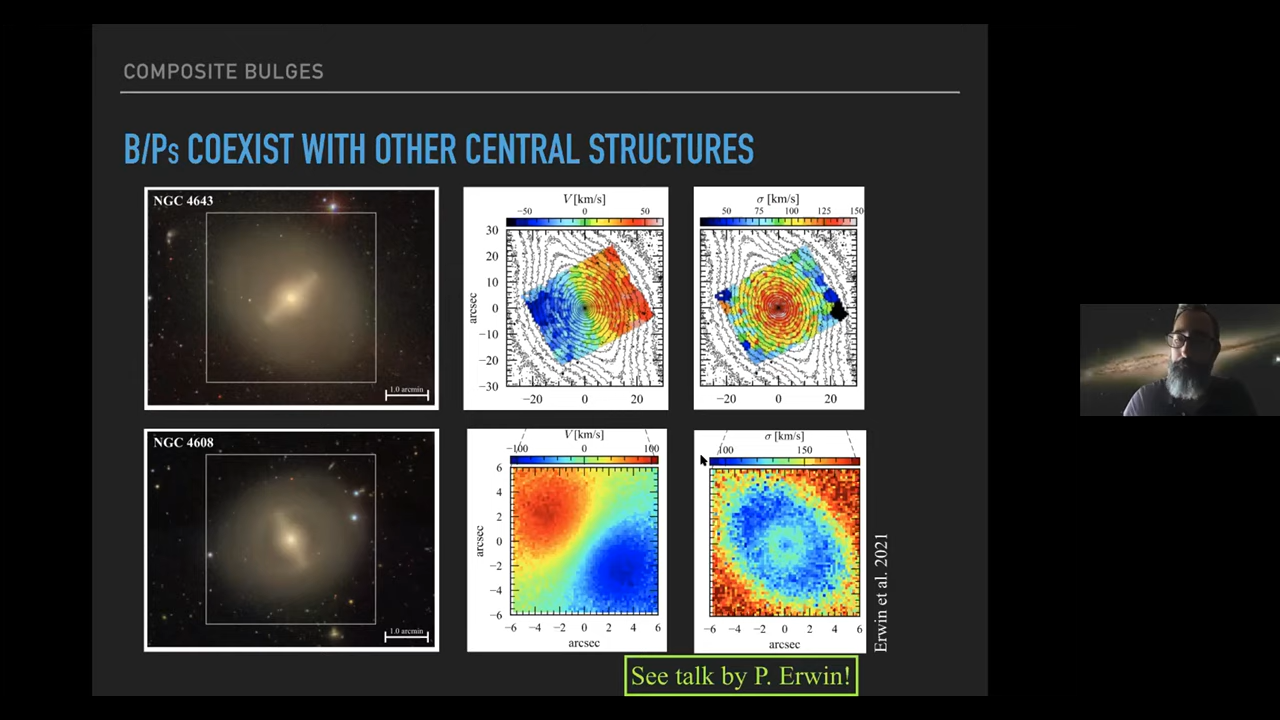 COMPOSITE BULGES
B/Ps COEXIST WITH OTHER CENTRAL STRUCTURES
NGC 4643
1.0 arcmin
V [km/s]
−50 0 50
30
20
10
0
−10
−20
−30
arcsec
−20 0 20
σ [km/s]
50 75 100 125 150
−20 0 20
NGC 4608
1.0 arcmin
V [km/s]
−100 0 100
6
4
2
0
−2
−4
−6
arcsec
−6 −4 −2 0 2 4 6
arcsec
σ [km/s]
100 150
−6 −4 −2 0 2 4 6
arcsec
Erwin et al. 2021
See talk by P. Erwin!